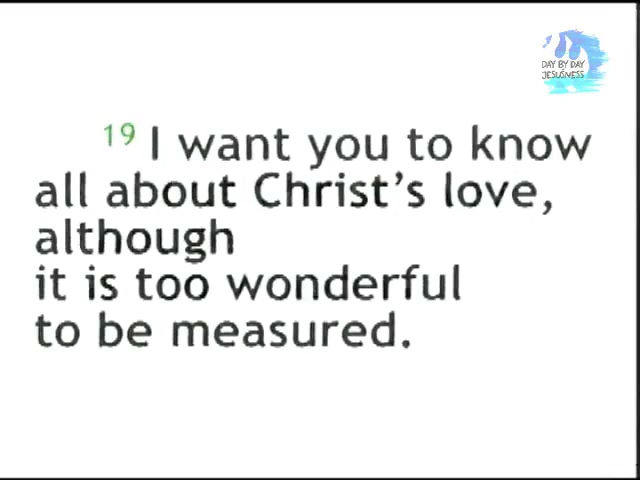 DAY BY DAY
JESUSNESS
19 I want you to know
all about Christ's love,
although
it is too wonderful
to be measured.